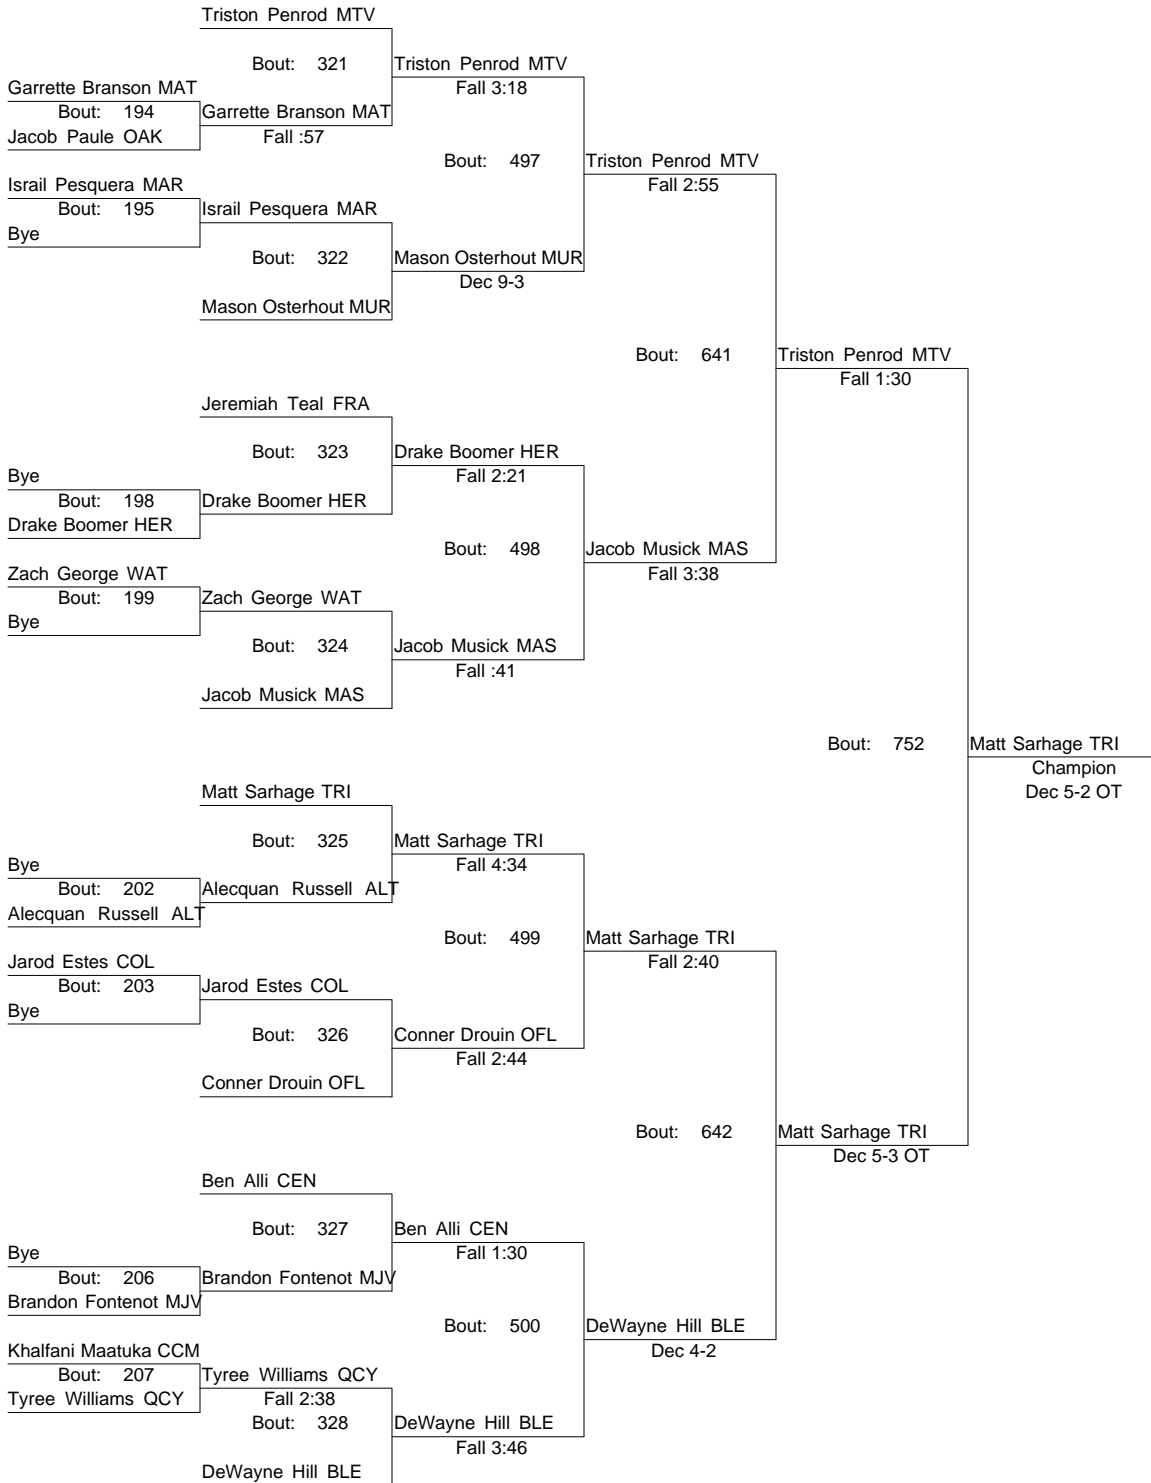 Triston Penrod MTV
Bout: 321 Triston Penrod MTV
Garrette Branson MAT Fall 3:18
Bout: 194 Garrette Branson MAT
Jacob Paule OAK Fall :57
Bout: 497 Triston Penrod MTV
Israil Pesquera MAR Fall 2:55
Bout: 195 Israil Pesquera MAR
Bye
Bout: 322 Mason Osterhout MUR
Dec 9-3
Mason Osterhout MUR
Bout: 641 Triston Penrod MTV
Fall 1:30
Jeremiah Teal FRA
Bout: 323 Drake Boomer HER
Bye Fall 2:21
Bout: 198 Drake Boomer HER
Drake Boomer HER
Bout: 498 Jacob Musick MAS
Zach George WAT Fall 3:38
Bout: 199 Zach George WAT
Bye
Bout: 324 Jacob Musick MAS
Fall :41
Jacob Musick MAS
Bout: 752 Matt Sarhage TRI
Champion
Matt Sarhage TRI Dec 5-2 OT
Bout: 325 Matt Sarhage TRI
Bye Fall 4:34
Bout: 202 Alecquan Russell ALT
Alecquan Russell ALT
Bout: 499 Matt Sarhage TRI
Jarod Estes COL Fall 2:40
Bout: 203 Jarod Estes COL
Bye
Bout: 326 Conner Drouin OFL
Fall 2:44
Conner Drouin OFL
Bout: 642 Matt Sarhage TRI
Dec 5-3 OT
Ben Alli CEN
Bout: 327 Ben Alli CEN
Bye Fall 1:30
Bout: 206 Brandon Fontenot MJV
Brandon Fontenot MJV
Bout: 500 DeWayne Hill BLE
Khalfani Maatuka CCM Dec 4-2
Bout: 207 Tyree Williams QCY
Tyree Williams QCY Fall 2:38
Bout: 328 DeWayne Hill BLE
Fall 3:46
DeWayne Hill BLE